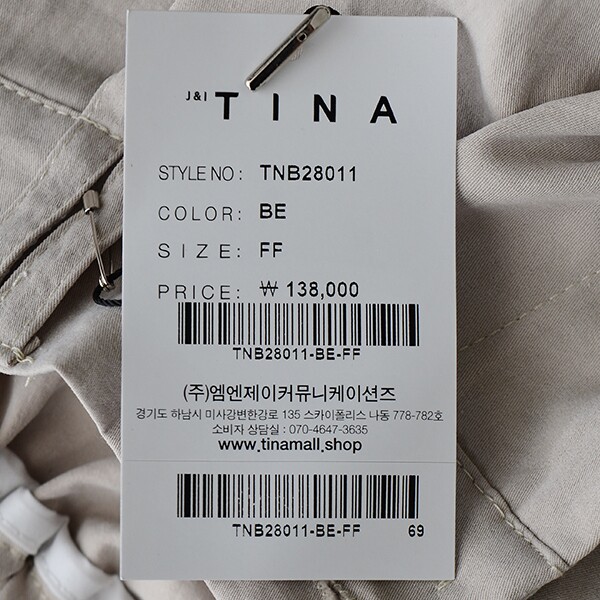 J&I TINA
STYLE NO: TNB28011
COLOR: BE
SIZE: FF
PRICE: ₩ 138,000
TNB28011-BE-FF
(주)엠엔제이커뮤니케이션즈
경기도 하남시 미사강변한강로 135 스카이폴리스 나동 778-782호
소비자 상담실 : 070-4647-3635
www.tinamall.shop
TNB28011-BE-FF 69